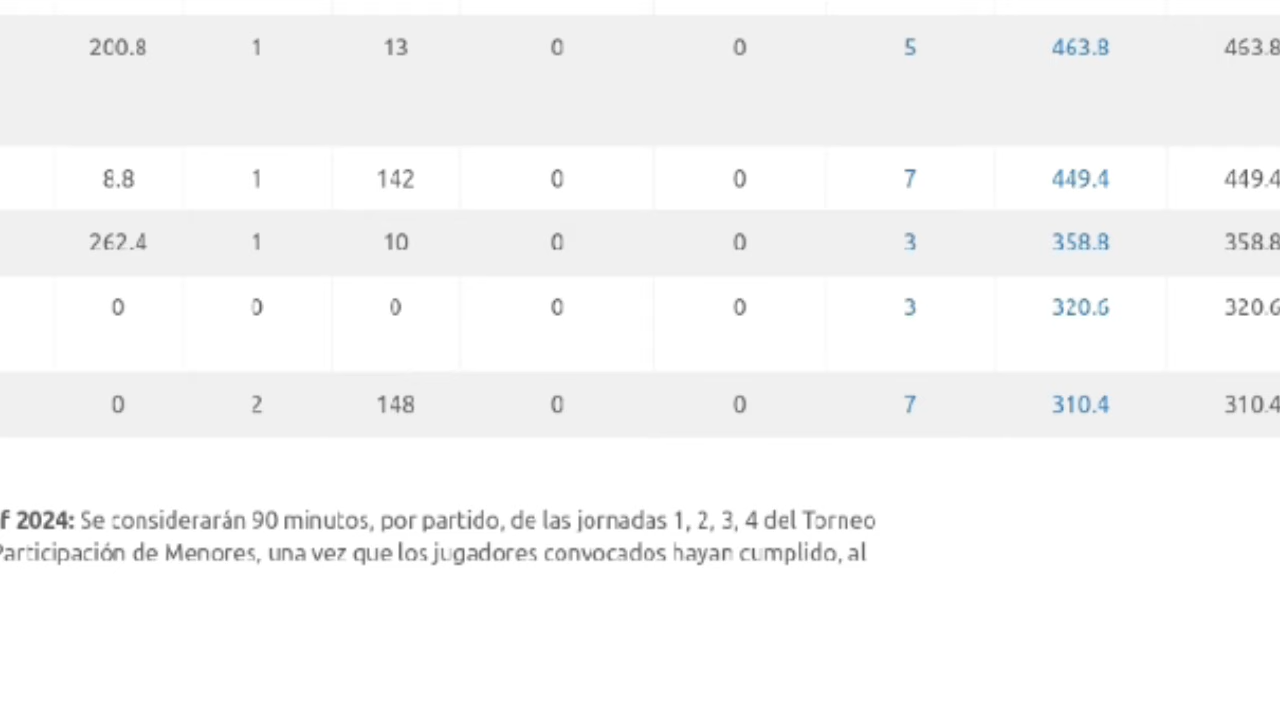 200.8 1 13 0 0 5 463.8 463.8
8.8 1 142 0 0 7 449.4 449.4
262.4 1 10 0 0 3 358.8 358.8
0 0 0 0 0 3 320.6 320.6
0 2 148 0 0 7 310.4 310.4
f 2024: Se considerarán 90 minutos, por partido, de las jornadas 1, 2, 3, 4 del Torneo
Participación de Menores, una vez que los jugadores convocados hayan cumplido, al